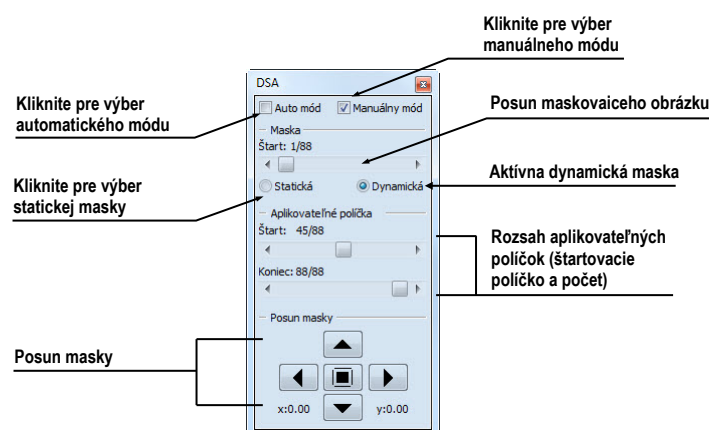 Kliknite pre výber
manuálneho módu
Kliknite pre výber
automatického módu
Kliknite pre výber
statickej masky
Posun masky
DSA
Auto mód
Manuálny mód
Maska
Štart: 1/88
Statická
Dynamická
Aplikovateľné políčka
Štart: 45/88
Koniec: 88/88
Posun masky
x:0.00
y:0.00
Posun maskovaiceho obrázku
Aktívna dynamická maska
Rozsah aplikovateľných
políčok (štartovacie
políčko a počet)